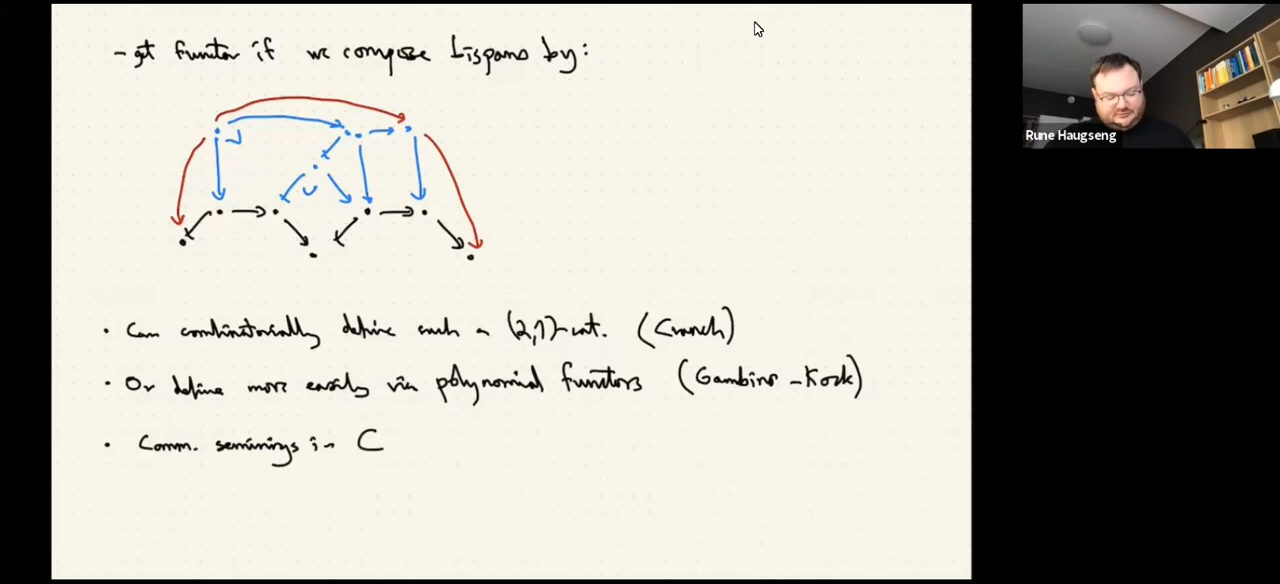 - get functor if we compose bispans by:
• Can combinatorially define such a (2,1)-cat. (Cranch)
• Or define more easily via polynomial functors (Gambino - Kock)
• Comm. semirings in C
Rune Haugseng